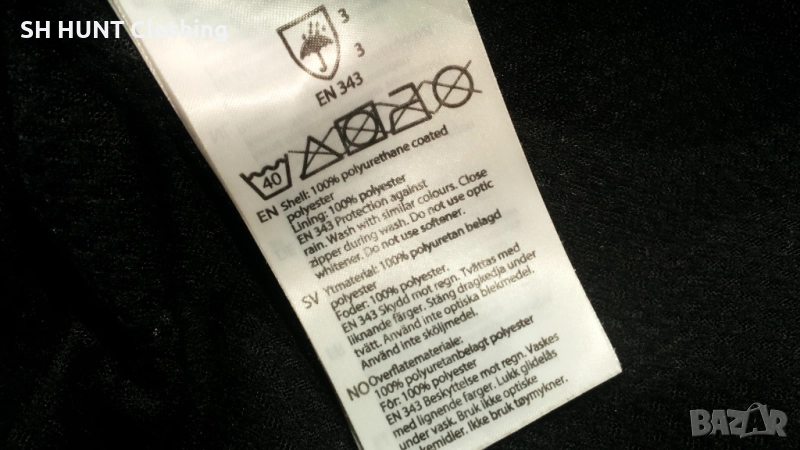 SH HUNT Clothing
3
3
EN 343
40
EN Shell: 100% polyurethane coated
polyester
Lining: 100% polyester
EN 343 Protection against
rain. Wash with similar colours. Close
zipper during wash. Do not use optic
whitener. Do not use softener.
SV Ytmaterial: 100% polyuretan belagd
polyester
Foder: 100% polyester.
EN 343 Skydd mot regn. Tvättas med
liknande färger. Stäng dragkedja under
tvätt. Använd inte optiska blekmedel.
Använd inte sköljmedel.
NO Overflatemateriale:
100% polyuretanbelagt polyester
Fôr: 100% polyester
EN 343 Beskyttelse mot regn. Vaskes
med lignende farger. Lukk glidelås
under vask. Bruk ikke optiske
ekemidler. Ikke bruk tøymykner.
BAZAR